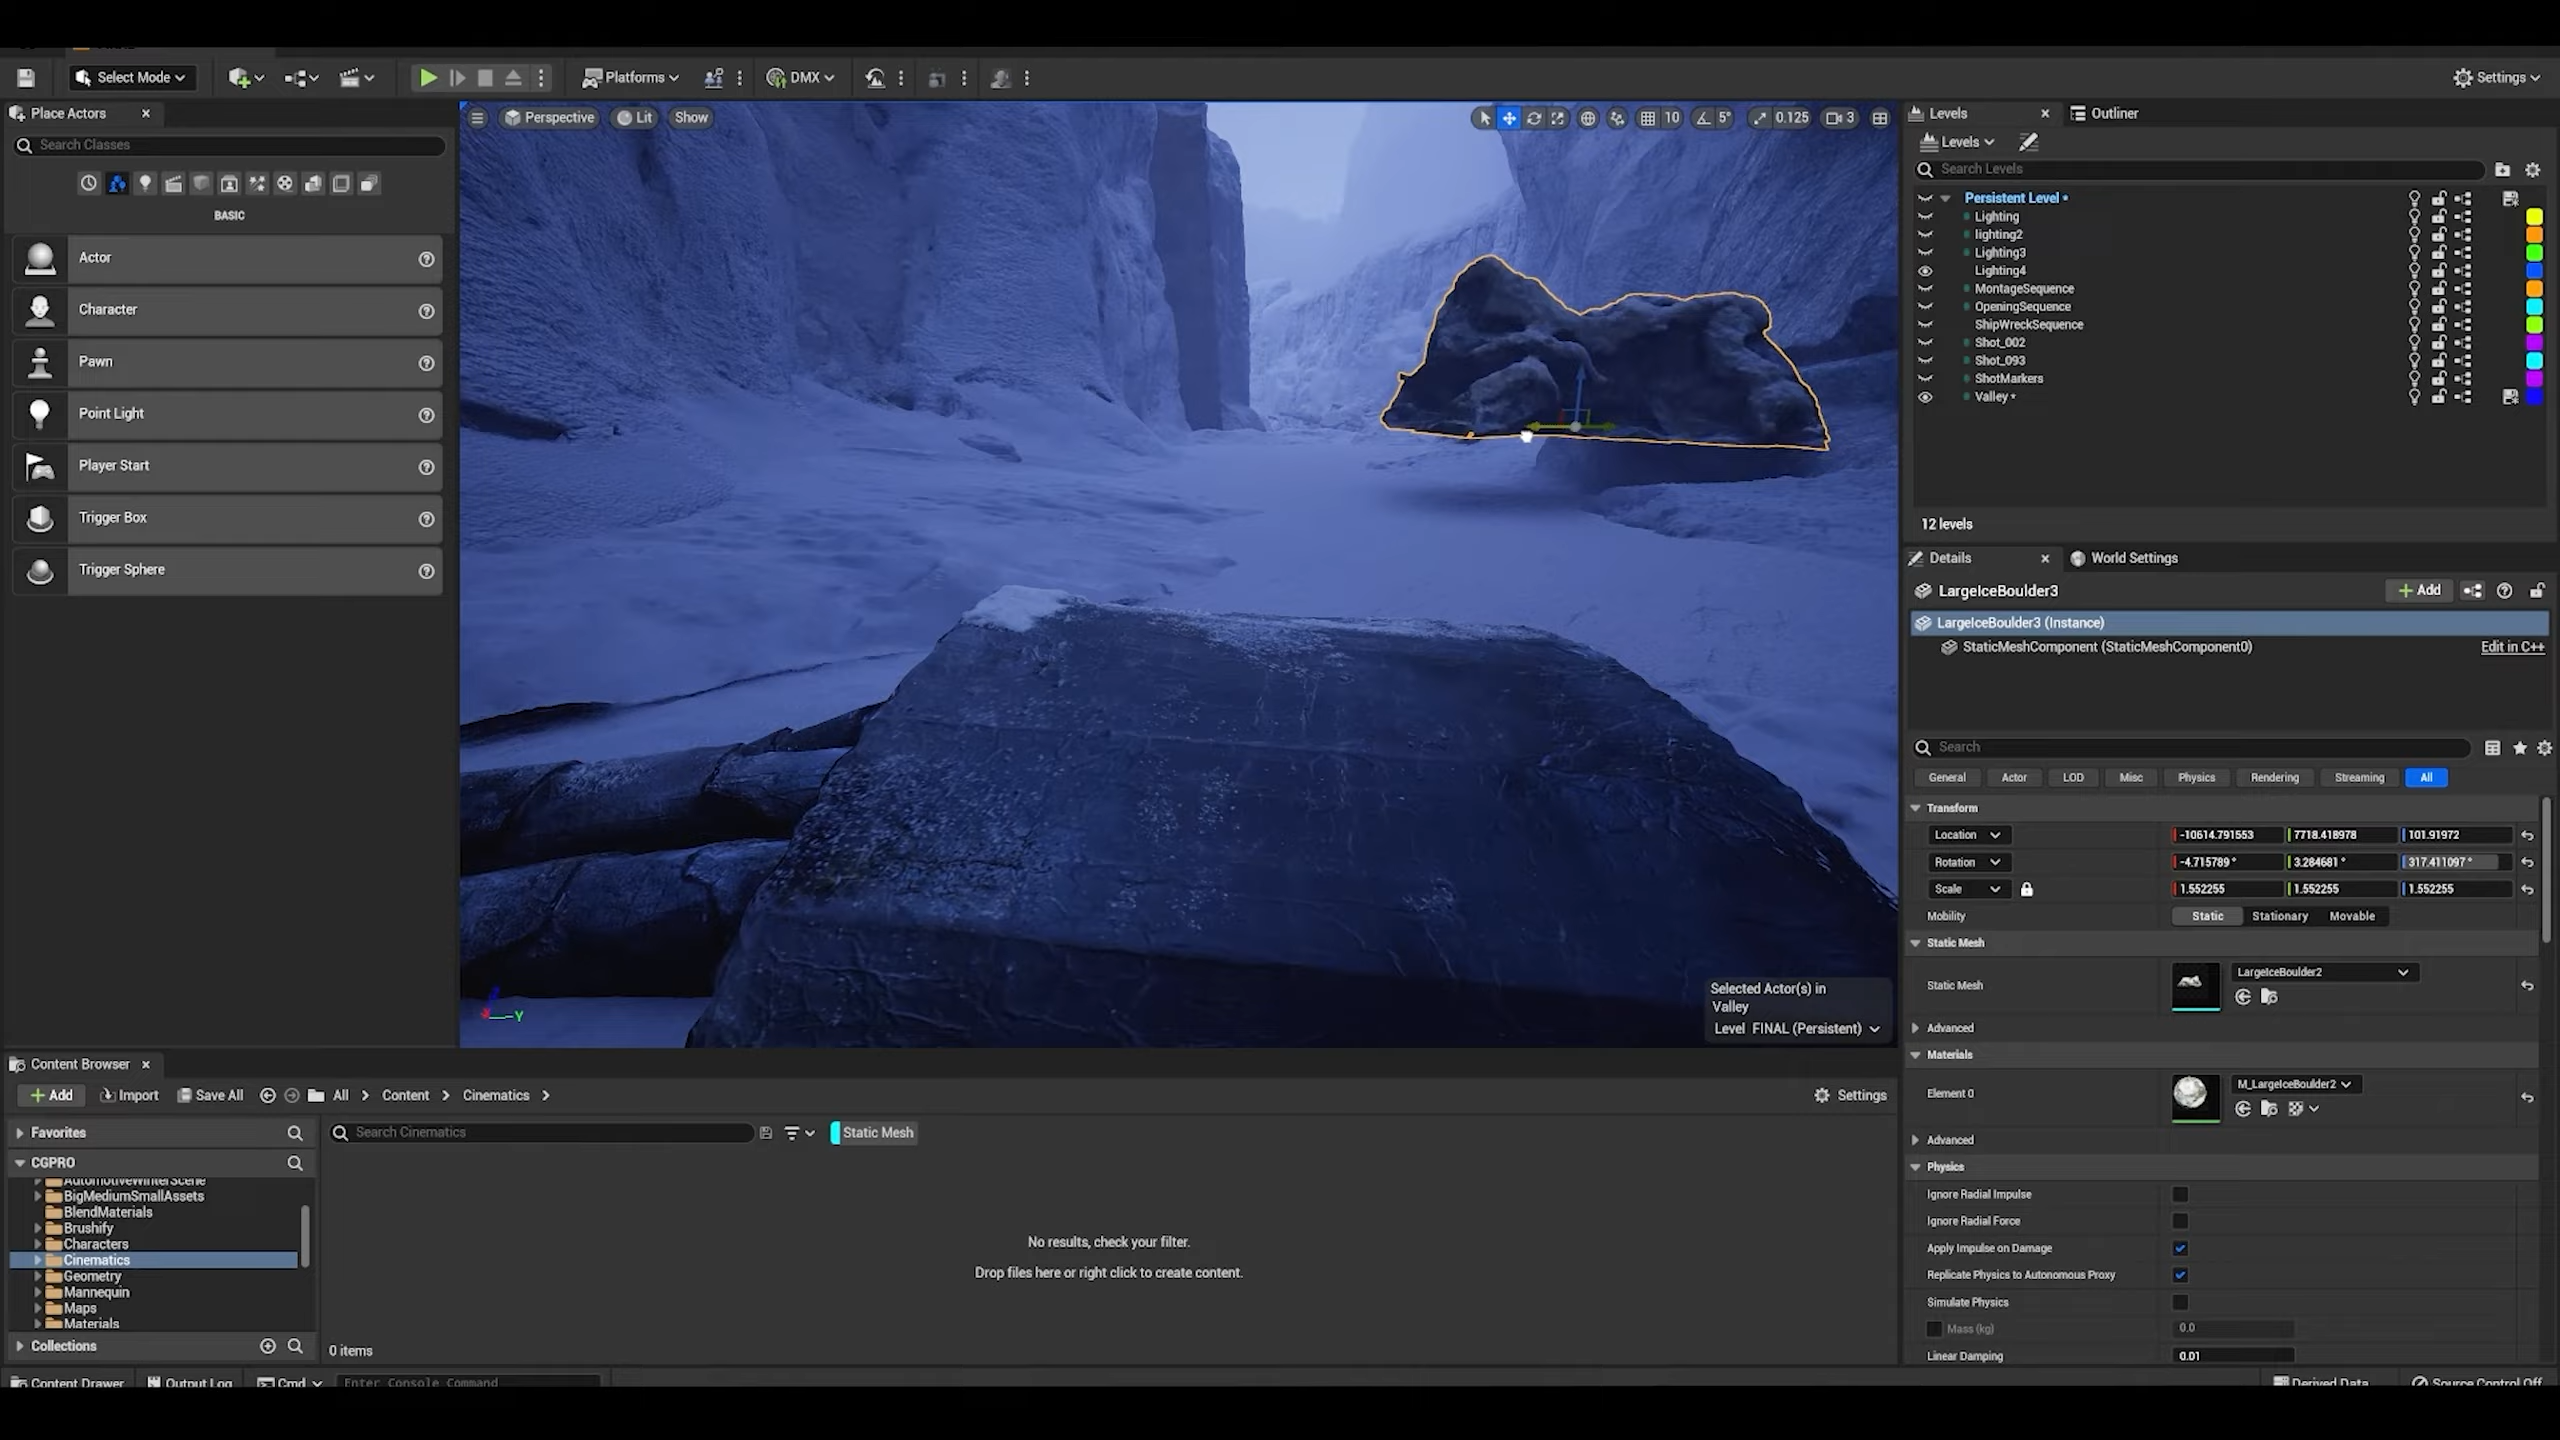 Select Mode
Platforms
DMX
Settings
Place Actors
Search Classes
BASIC
Actor
Character
Pawn
Point Light
Player Start
Trigger Box
Trigger Sphere
Perspective
Lit
Show
10
5°
0.125
3
Selected Actor(s) in
Valley
Level FINAL (Persistent)
Y
Levels
Outliner
Levels
Search Levels
Persistent Level *
Lighting
lighting2
Lighting3
Lighting4
MontageSequence
OpeningSequence
ShipWreckSequence
Shot_002
Shot_093
ShotMarkers
Valley *
12 levels
Details
World Settings
LargeIceBoulder3
+ Add
LargeIceBoulder3 (Instance)
StaticMeshComponent (StaticMeshComponent0)
Edit in C++
Search
General
Actor
LOD
Misc
Physics
Rendering
Streaming
All
Transform
Location
-10614.791553
7718.418978
101.91972
Rotation
-4.715789 °
3.284681 °
317.411097 °
Scale
1.552255
1.552255
1.552255
Mobility
Static
Stationary
Movable
Static Mesh
Static Mesh
LargeIceBoulder2
Advanced
Materials
Element 0
M_LargeIceBoulder2
Advanced
Physics
Ignore Radial Impulse
Ignore Radial Force
Apply Impulse on Damage
Replicate Physics to Autonomous Proxy
Simulate Physics
Mass (kg)
0.0
Linear Damping
0.01
Content Browser
+ Add
Import
Save All
All
Content
Cinematics
Settings
Favorites
Search Cinematics
Static Mesh
CGPRO
AutomotiveWinterScene
BigMediumSmallAssets
BlendMaterials
Brushify
Characters
Cinematics
Geometry
Mannequin
Maps
Materials
Collections
No results, check your filter.
Drop files here or right click to create content.
0 items
Content Drawer
Output Log
Cmd
Enter Console Command
Derived Data
Source Control Off